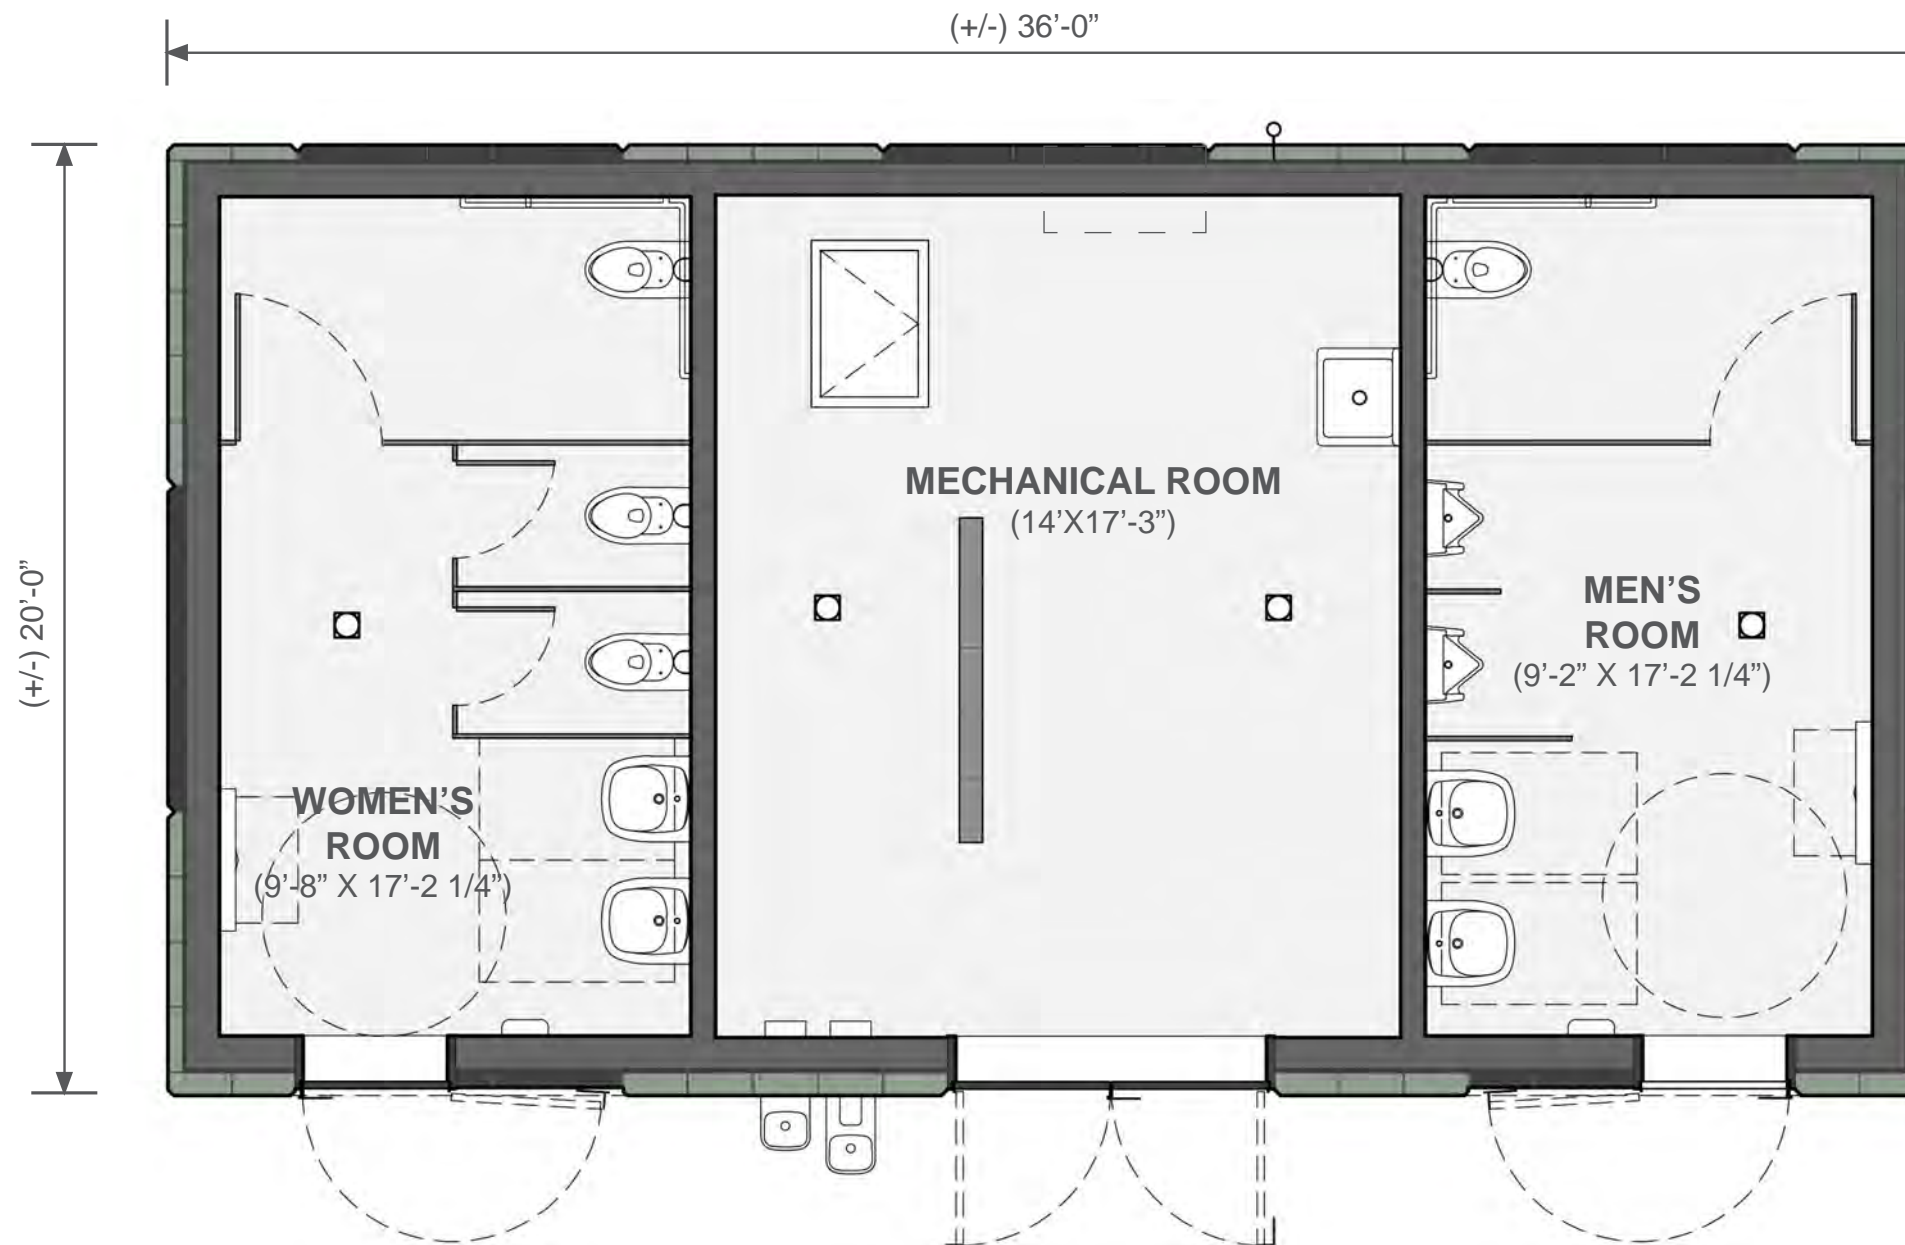 (+/-) 36’-0”
(+/-) 20’-0”
MECHANICAL ROOM
(14’X17’-3”)
MEN’S
ROOM
(9’-2” X 17’-2 1/4”)
WOMEN’S
ROOM
(9’-8” X 17’-2 1/4”)